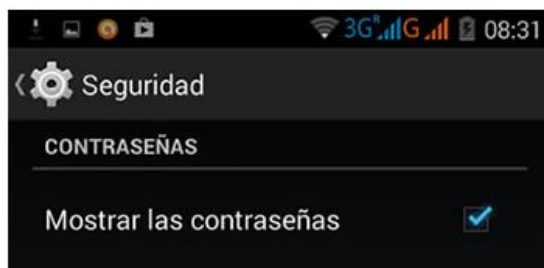 3G R G 08:31
Seguridad
CONTRASEÑAS
Mostrar las contraseñas